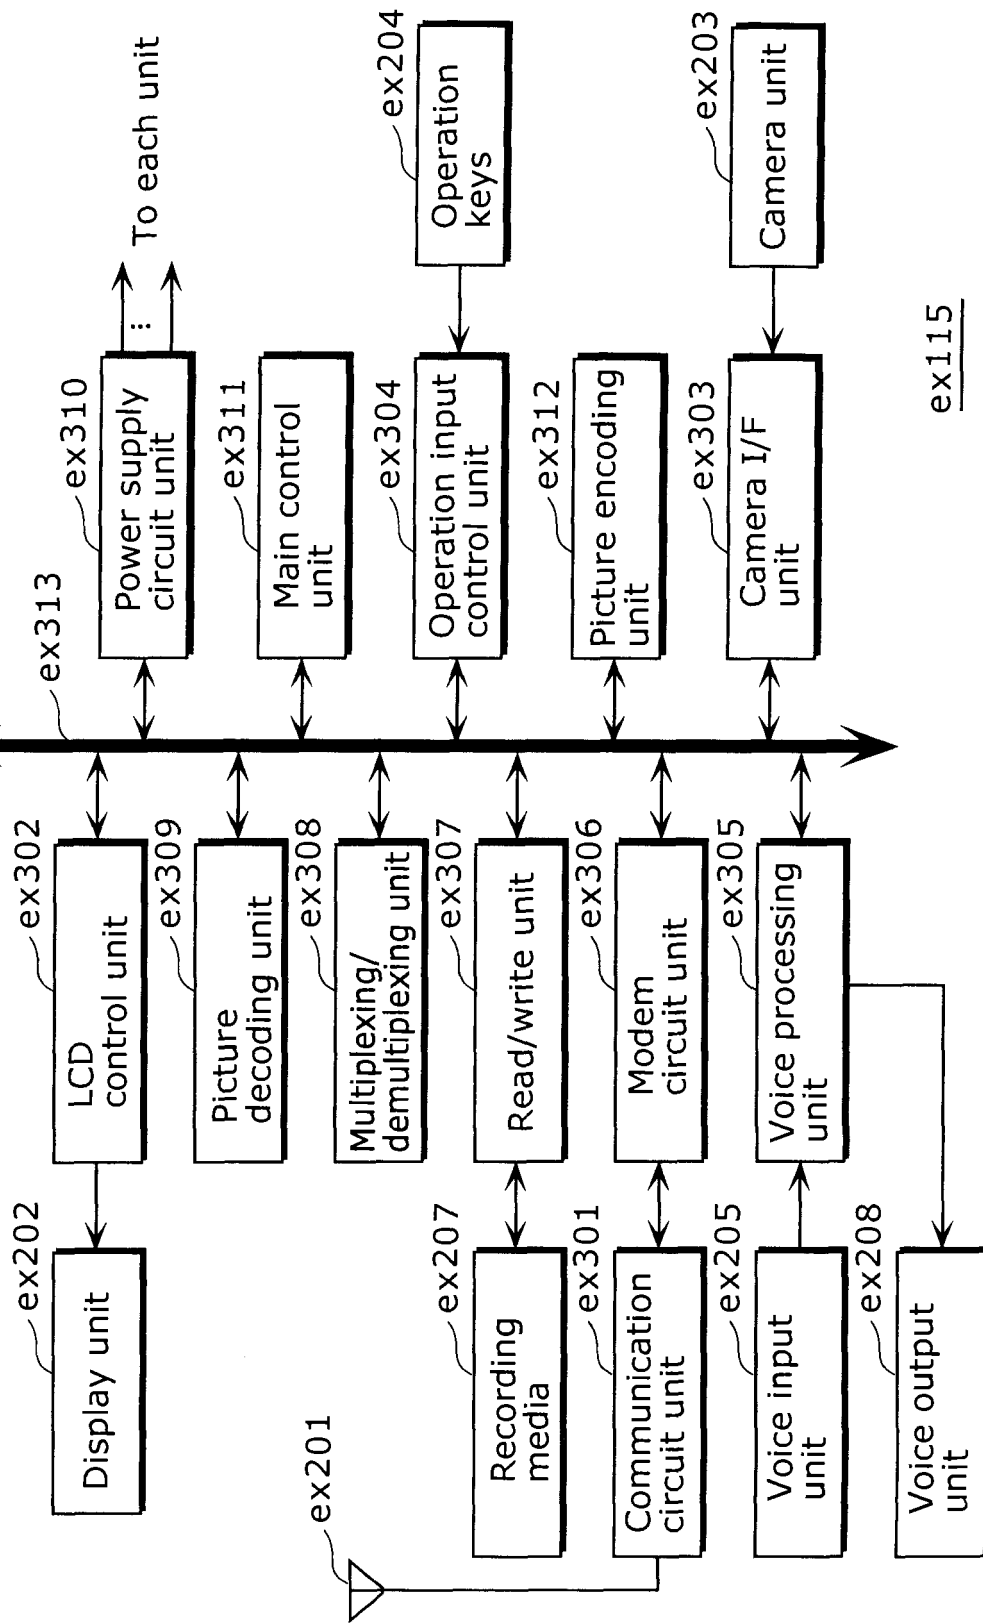 ex201
ex202
Display unit
ex207
Recording
media
ex301
Communication
circuit unit
ex205
Voice input
unit
ex208
Voice output
unit
ex302
LCD
control unit
ex309
Picture
decoding unit
ex308
Multiplexing/
demultiplexing unit
ex307
Read/write unit
ex306
Modem
circuit unit
ex305
Voice processing
unit
ex313
ex310
Power supply
circuit unit
To each unit
ex311
Main control
unit
ex304
Operation input
control unit
ex312
Picture encoding
unit
ex303
Camera I/F
unit
ex204
Operation
keys
ex203
Camera unit
ex115